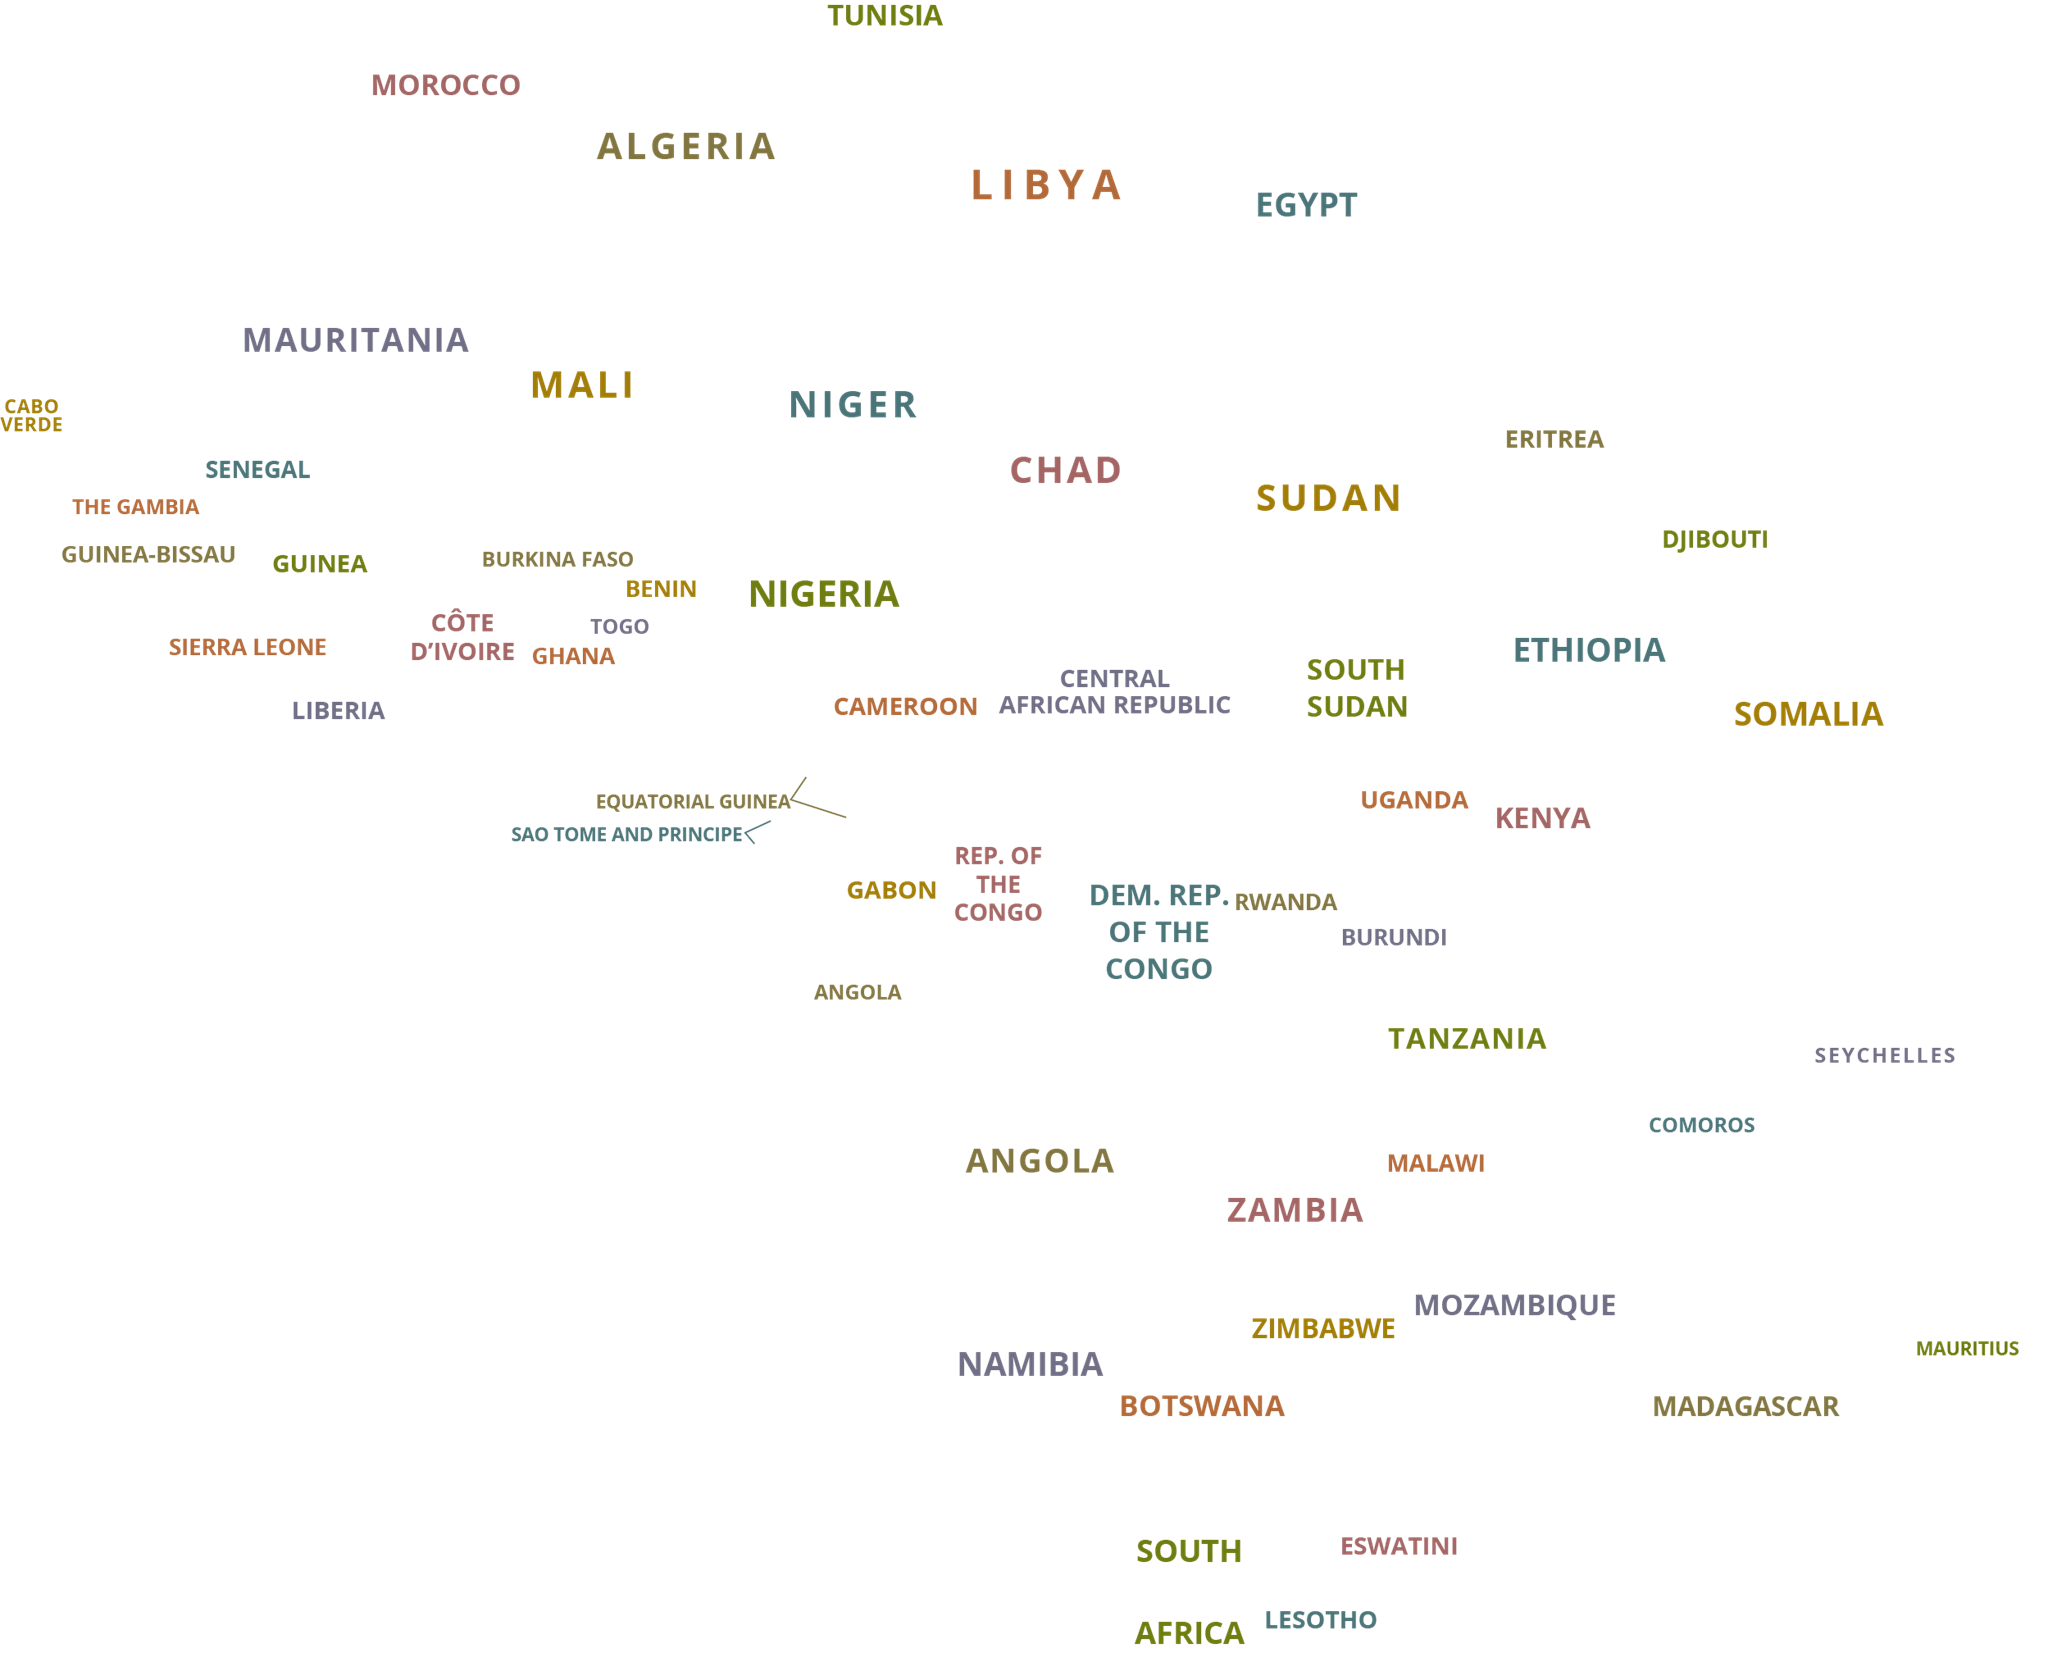 TUNISIA
MOROCCO
ALGERIA
LIBYA
EGYPT
MAURITANIA
MALI
NIGER
CABO
VERDE
ERITREA
SENEGAL
CHAD
SUDAN
THE GAMBIA
DJIBOUTI
GUINEA-BISSAU
GUINEA
BURKINA FASO
BENIN
NIGERIA
TOGO
CÔTE
D’IVOIRE
SIERRA LEONE
GHANA
ETHIOPIA
SOUTH
SUDAN
CENTRAL
AFRICAN REPUBLIC
CAMEROON
LIBERIA
SOMALIA
EQUATORIAL GUINEA
UGANDA
KENYA
SAO TOME AND PRINCIPE
REP. OF
THE
CONGO
GABON
DEM. REP.
OF THE
CONGO
RWANDA
BURUNDI
ANGOLA
TANZANIA
SEYCHELLES
COMOROS
ANGOLA
MALAWI
ZAMBIA
MOZAMBIQUE
ZIMBABWE
MAURITIUS
NAMIBIA
BOTSWANA
MADAGASCAR
SOUTH
AFRICA
ESWATINI
LESOTHO